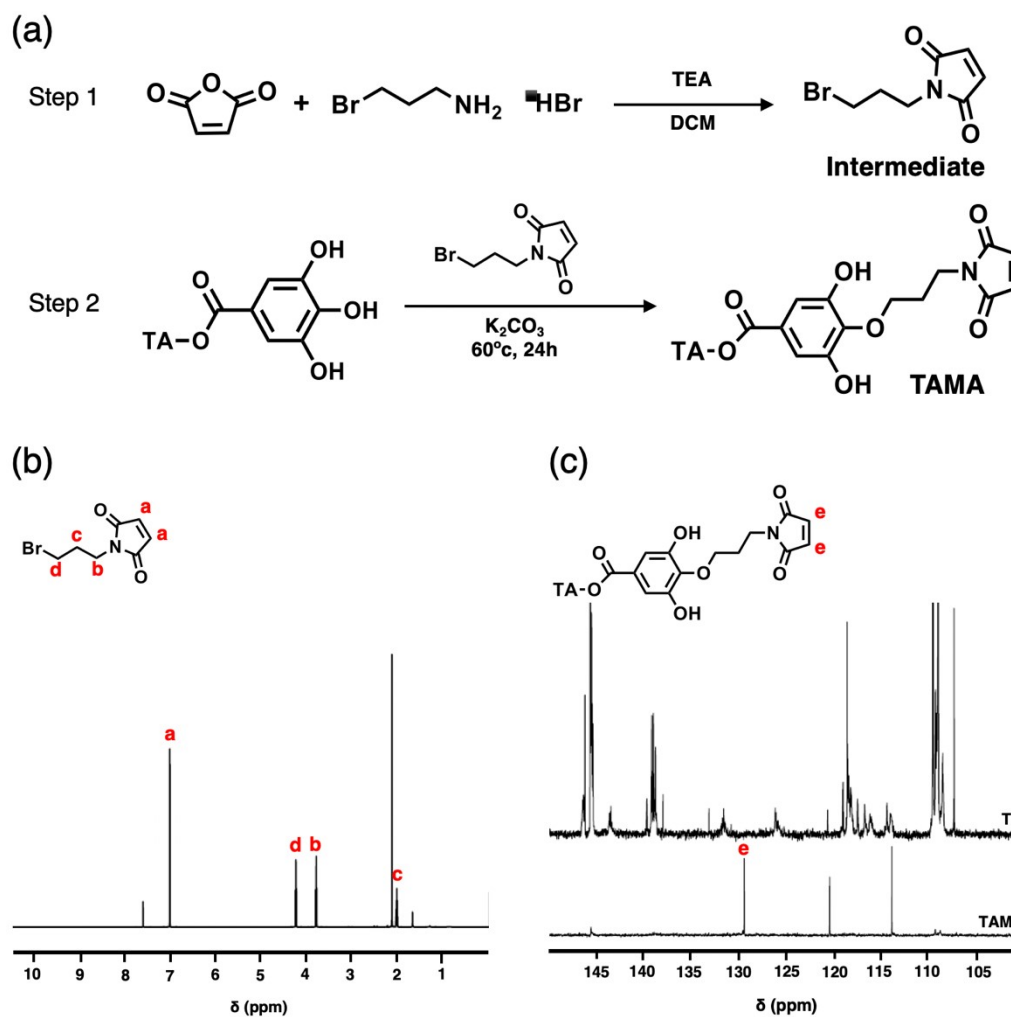 (a)
Step 1
O O O
+
Br NH₂ HBr
TEA
DCM
Br N O O
Intermediate
Step 2
TA-O O OH OH OH
Br N O O
K₂CO₃
60ºc, 24h
TA-O O OH OH O N O O
TAMA
(b)
Br N O O a a b c d
a
d
b
c
10 9 8 7 6 5 4 3 2 1
δ (ppm)
(c)
TA-O O OH OH O N O O e e
T
e
TAM
145 140 135 130 125 120 115 110 105
δ (ppm)